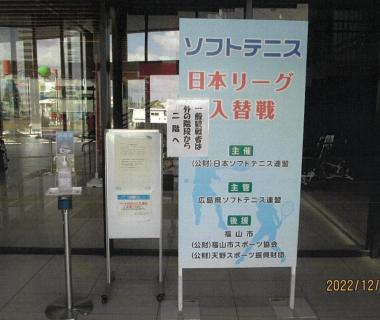 ソフトテニス
日本リーグ
入替戦
主催
(公財)日本ソフトテニス連盟
主管
広島県ソフトテニス連盟
後援
福山市
(公財)福山市スポーツ協会
(公財)天野スポーツ振興財団
一般観戦者は
外の階段から
二階へ
2022/12/